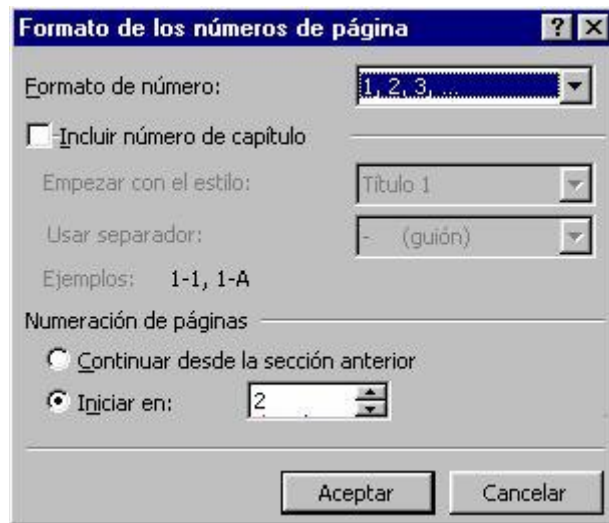 Formato de los números de página
Formato de número: 1, 2, 3, ...
Incluir número de capítulo
Empezar con el estilo: Título 1
Usar separador: - (guión)
Ejemplos: 1-1, 1-A
Numeración de páginas
Continuar desde la sección anterior
Iniciar en: 2
Aceptar Cancelar